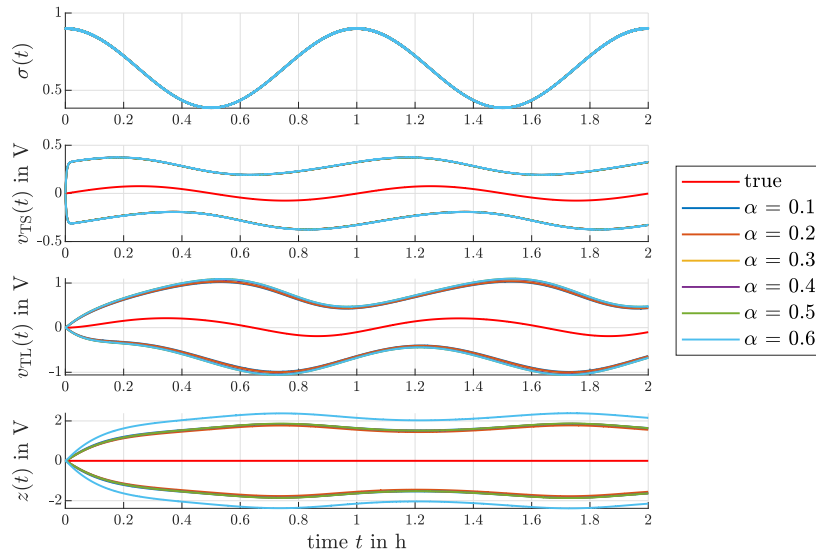 1
0.5
σ(t)
0 0.2 0.4 0.6 0.8 1 1.2 1.4 1.6 1.8 2
0.5
0
-0.5
v_TS(t) in V
0 0.2 0.4 0.6 0.8 1 1.2 1.4 1.6 1.8 2
1
0
-1
v_TL(t) in V
0 0.2 0.4 0.6 0.8 1 1.2 1.4 1.6 1.8 2
2
0
-2
z(t) in V
0 0.2 0.4 0.6 0.8 1 1.2 1.4 1.6 1.8 2
time t in h
true
α = 0.1
α = 0.2
α = 0.3
α = 0.4
α = 0.5
α = 0.6